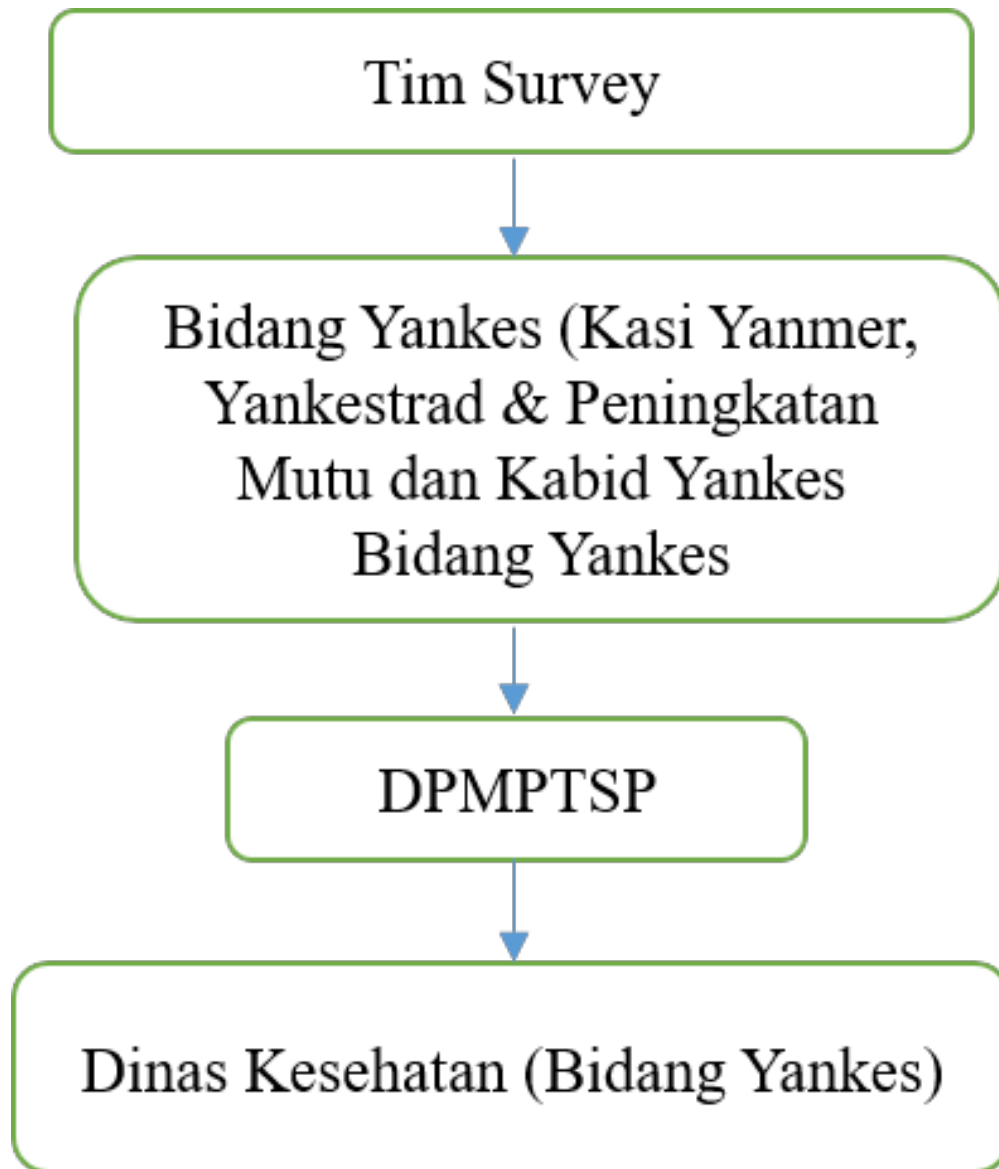 Tim Survey
Bidang Yankes (Kasi Yanmer,
Yankestrad & Peningkatan
Mutu dan Kabid Yankes
Bidang Yankes
DPMPTSP
Dinas Kesehatan (Bidang Yankes)